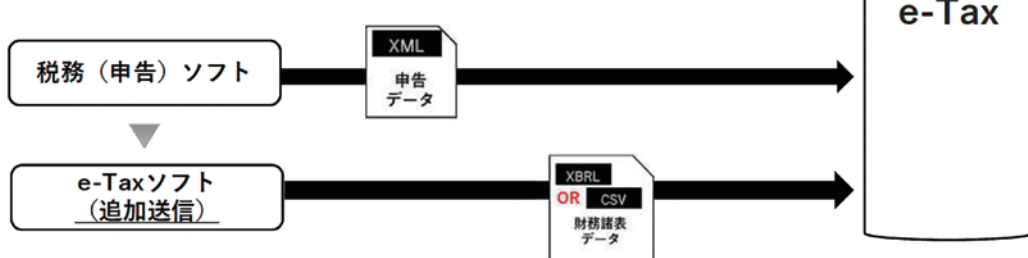 e-Tax
税務（申告）ソフト
XML
申告
データ
e-Taxソフト
（追加送信）
XBRL
OR CSV
財務諸表
データ